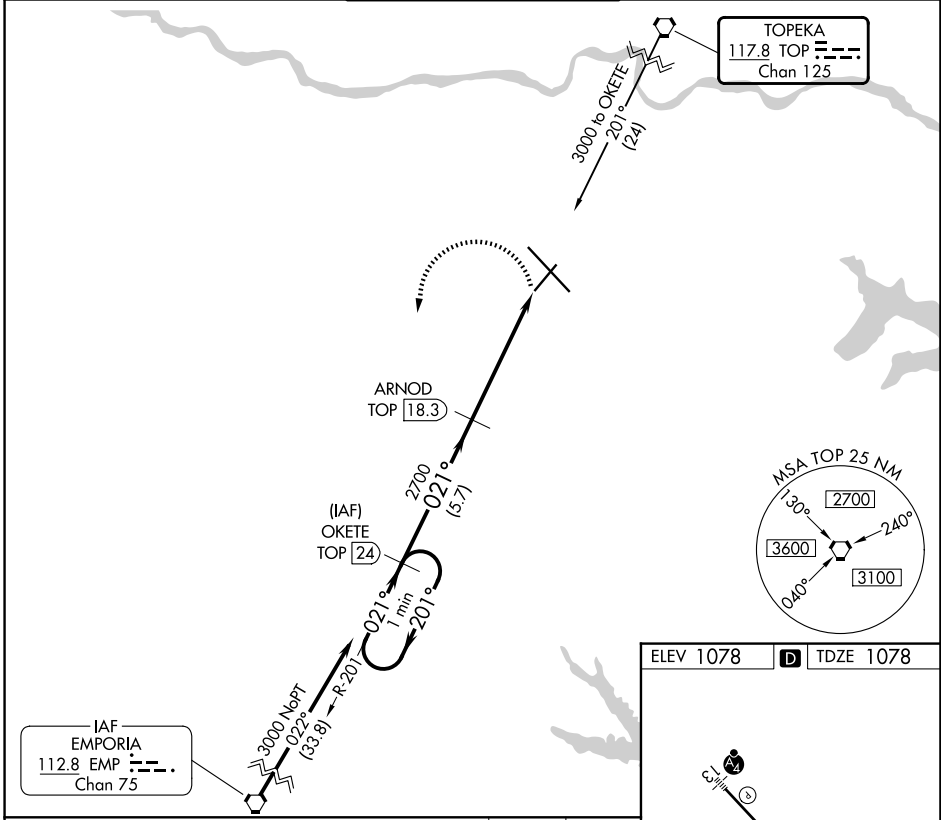 TOPEKA
117.8 TOP
Chan 125
3000 to OKETE
201°
(24)
ARNOD
TOP 18.3
2700
021°
(5.7)
(IAF)
OKETE
TOP 24
021°
1 min
201°
R-201
3000 NoPT
022°
(33.8)
IAF
EMPORIA
112.8 EMP
Chan 75
MSA TOP 25 NM
130°
2700
240°
3600
040°
3100
ELEV 1078 D TDZE 1078
A4
13
P